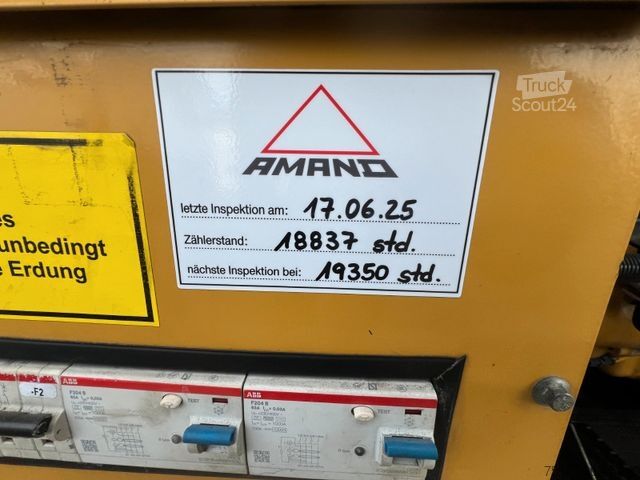 Truck
Scout24
AMAND
letzte Inspektion am: 17.06.25
Zählerstand: 18837 std.
nächste Inspektion bei: 19350 std.
es
unbedingt
e Erdung
-F2
ABB
F204 B
TEST
ABB
F204 B
TEST